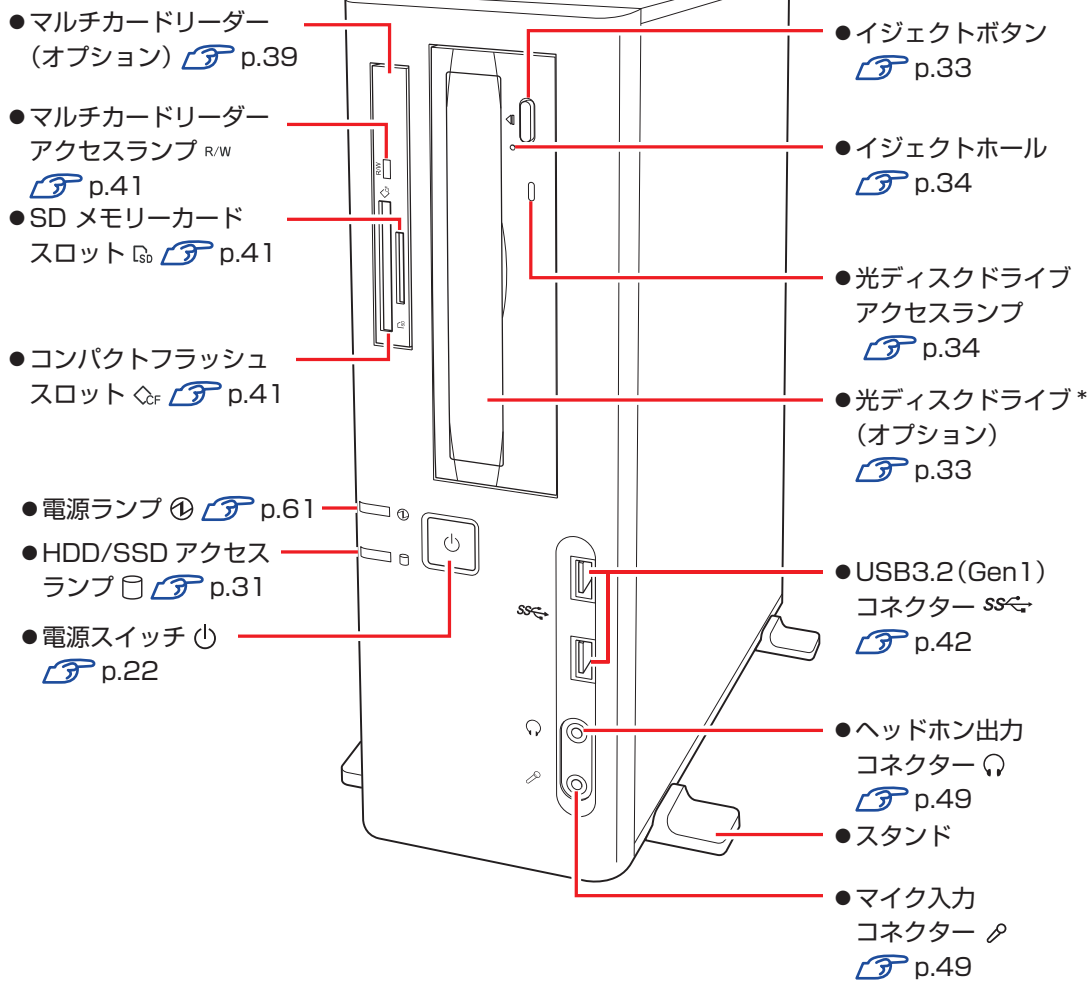 ●マルチカードリーダー
（オプション） p.39
●マルチカードリーダー
アクセスランプ R/W
p.41
●SD メモリーカード
スロット SD p.41
●コンパクトフラッシュ
スロット CF p.41
●電源ランプ p.61
●HDD/SSD アクセス
ランプ p.31
●電源スイッチ
p.22
R/W
SS
●イジェクトボタン
p.33
●イジェクトホール
p.34
●光ディスクドライブ
アクセスランプ
p.34
●光ディスクドライブ*
（オプション）
p.33
●USB3.2（Gen1）
コネクター SS
p.42
●ヘッドホン出力
コネクター
p.49
●スタンド
●マイク入力
コネクター
p.49